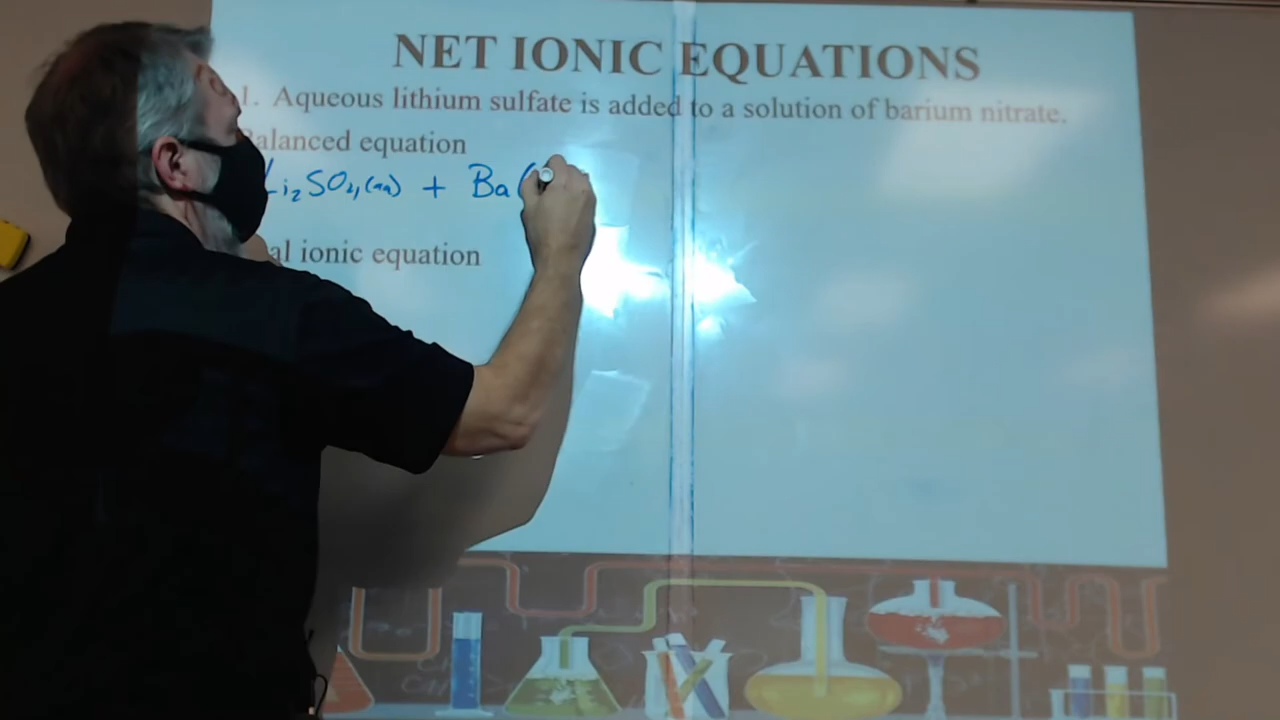 NET IONIC EQUATIONS
1. Aqueous lithium sulfate is added to a solution of barium nitrate.
Balanced equation
Li₂SO₄(aq) + Ba(
al ionic equation